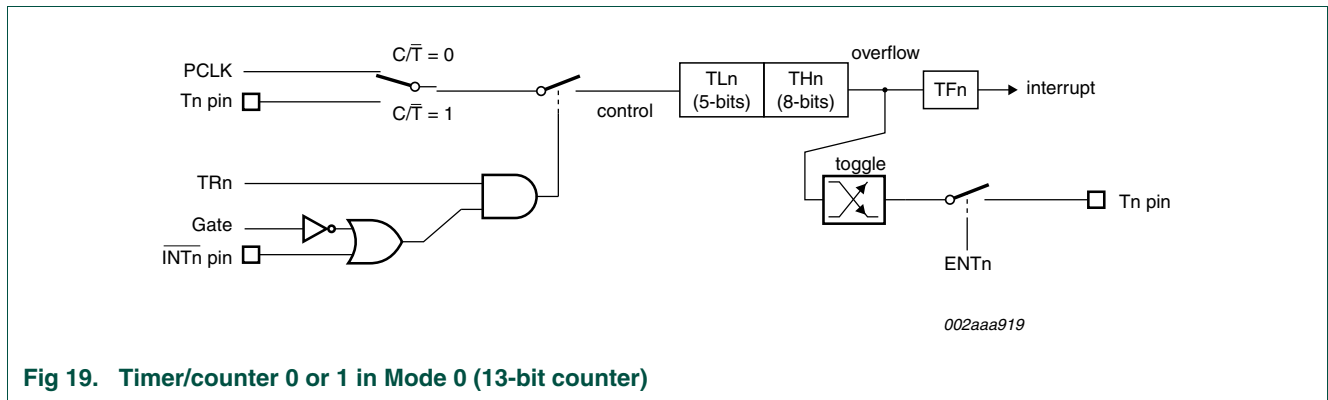 C/T̅ = 0
PCLK
Tn pin
C/T̅ = 1
control
TLn
(5-bits)
THn
(8-bits)
overflow
TFn
interrupt
toggle
Tn pin
ENTn
TRn
Gate
I̅N̅T̅n̅ pin
002aaa919
Fig 19. Timer/counter 0 or 1 in Mode 0 (13-bit counter)